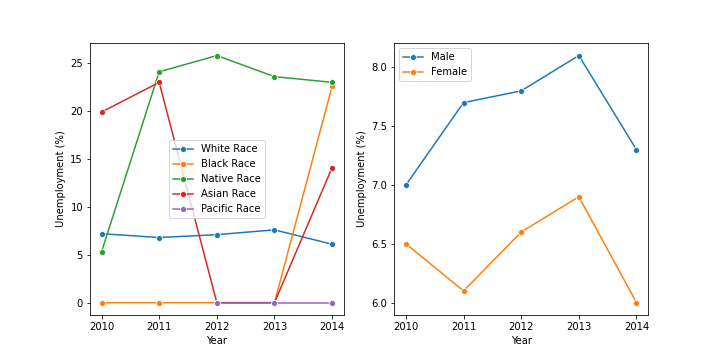 25
20
15
10
5
0
Unemployment (%)
White Race
Black Race
Native Race
Asian Race
Pacific Race
2010 2011 2012 2013 2014
Year
8.0
7.5
7.0
6.5
6.0
Unemployment (%)
Male
Female
2010 2011 2012 2013 2014
Year